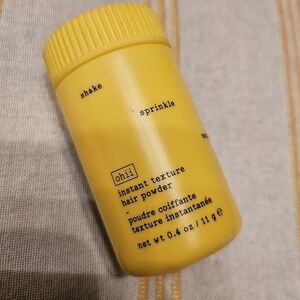 shake
sprinkle
ohii
instant texture
hair powder
poudre coiffante
texture instantanée
net wt 0.4 oz / 11 g e